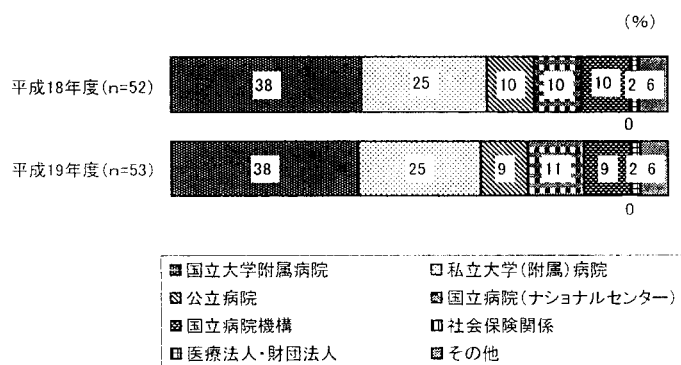 (%)
平成18年度(n=52) 38 25 10 10 10 2 6
0
平成19年度(n=53) 38 25 9 11 9 2 6
0
国立大学附属病院 私立大学(附属)病院
公立病院 国立病院(ナショナルセンター)
国立病院機構 社会保険関係
医療法人・財団法人 その他